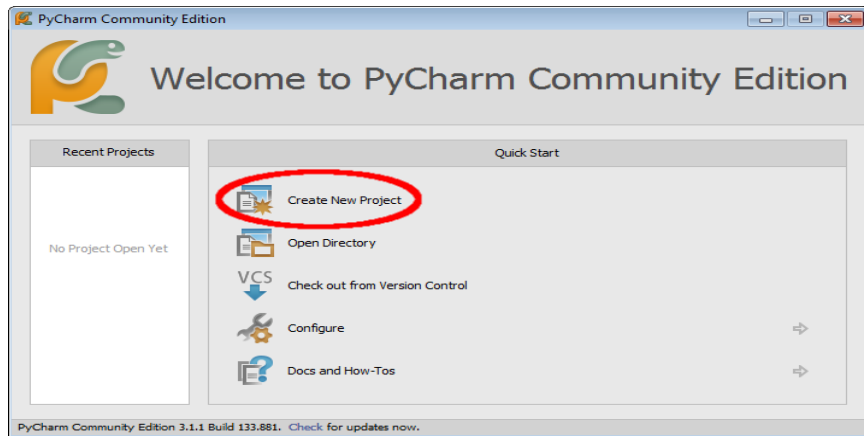 PyCharm Community Edition
Welcome to PyCharm Community Edition
Recent Projects
No Project Open Yet
Quick Start
Create New Project
Open Directory
VCS
Check out from Version Control
Configure
Docs and How-Tos
PyCharm Community Edition 3.1.1 Build 133.881. Check for updates now.